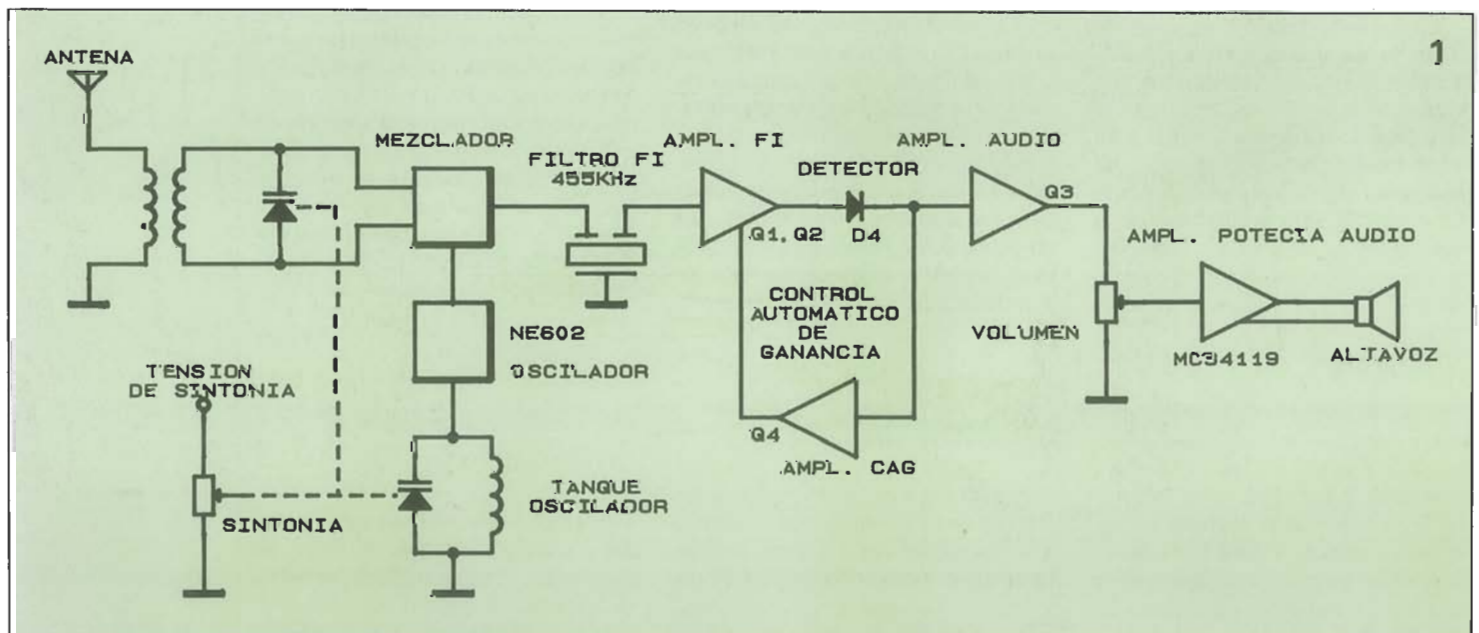 1
ANTENA
MEZCLADOR
FILTRO FI
455KHz
AMPL. FI
DETECTOR
AMPL. AUDIO
Q1, Q2
D4
Q3
AMPL. POTECIA AUDIO
CONTROL
AUTOMATICO
DE
GANANCIA
NE602
OSCILADOR
VOLUMEN
MC34119
ALTAVOZ
TENSION
DE SINTONIA
Q4
AMPL. CAG
SINTONIA
TANQUE
OSCILADOR